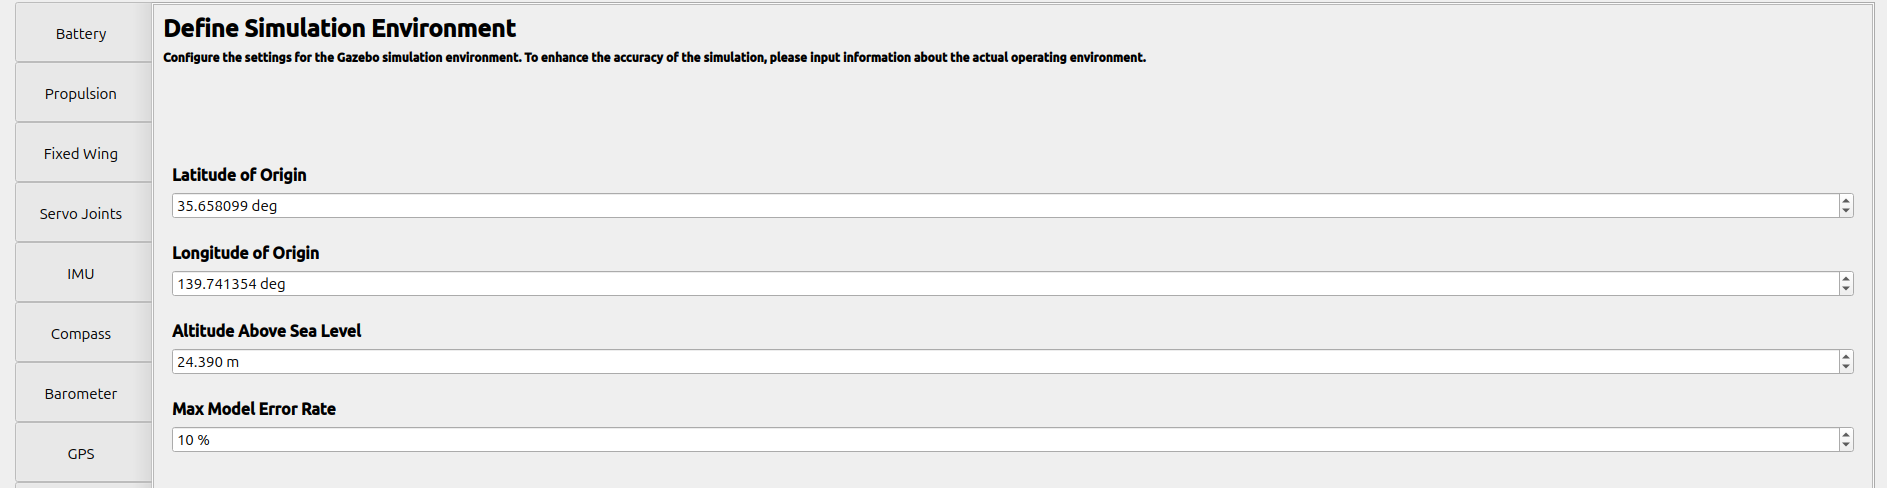 Battery
Propulsion
Fixed Wing
Servo Joints
IMU
Compass
Barometer
GPS
Define Simulation Environment
Configure the settings for the Gazebo simulation environment. To enhance the accuracy of the simulation, please input information about the actual operating environment.
Latitude of Origin
35.658099 deg
Longitude of Origin
139.741354 deg
Altitude Above Sea Level
24.390 m
Max Model Error Rate
10 %